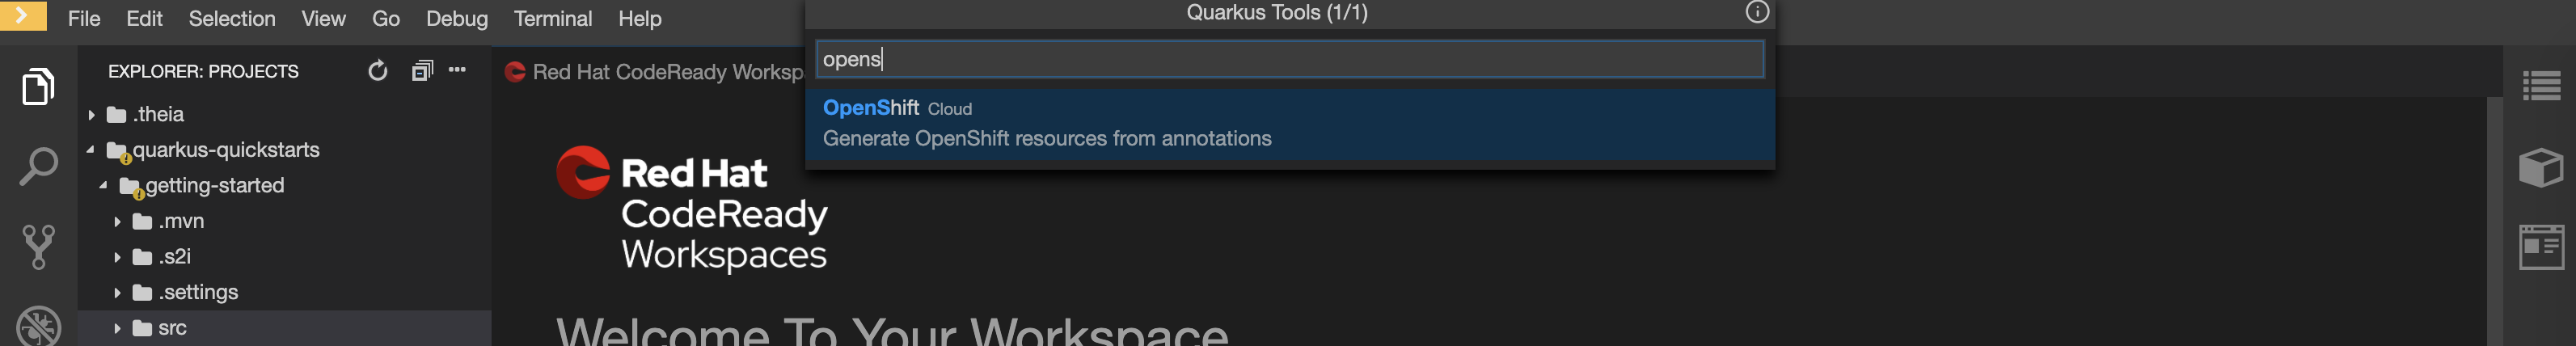 File Edit Selection View Go Debug Terminal Help
Quarkus Tools (1/1)
opens
OpenShift Cloud
Generate OpenShift resources from annotations
EXPLORER: PROJECTS
.theia
quarkus-quickstarts
getting-started
.mvn
.s2i
.settings
src
Red Hat CodeReady Worksp
Red Hat
CodeReady
Workspaces
Welcome To Your Workspace